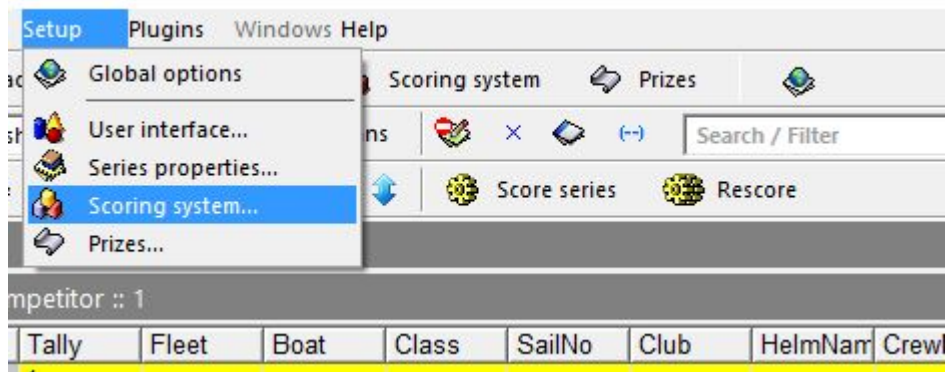 Setup Plugins Windows Help
Global options Scoring system Prizes
User interface... ns (--) Search / Filter
Series properties...
Scoring system... Score series Rescore
Prizes...
mpetitor :: 1
Tally Fleet Boat Class SailNo Club HelmNam Crew